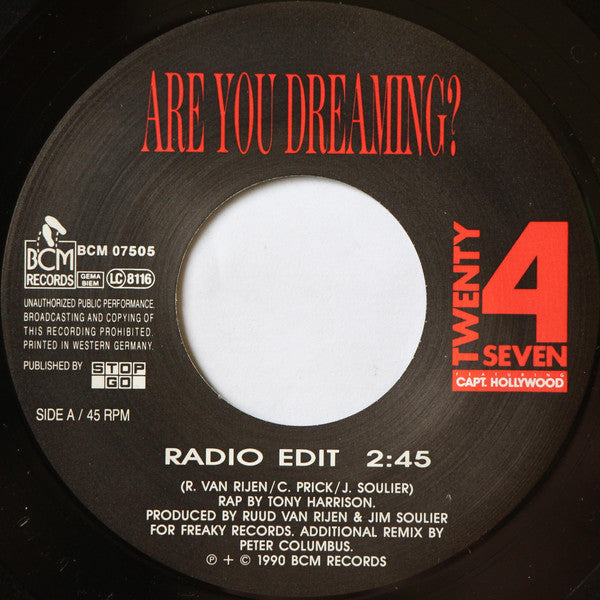 ARE YOU DREAMING?
BCM
RECORDS
BCM 07505
GEMA
BIEM
LC 8116
UNAUTHORIZED PUBLIC PERFORMANCE,
BROADCASTING AND COPYING OF
THIS RECORDING PROHIBITED.
PRINTED IN WESTERN GERMANY.
PUBLISHED BY STOP
GO
SIDE A / 45 RPM
TWENTY
4
SEVEN
FEATURING
CAPT. HOLLYWOOD
RADIO EDIT 2:45
(R. VAN RIJEN/C. PRICK/J. SOULIER)
RAP BY TONY HARRISON.
PRODUCED BY RUUD VAN RIJEN & JIM SOULIER
FOR FREAKY RECORDS. ADDITIONAL REMIX BY
PETER COLUMBUS.
℗ + © 1990 BCM RECORDS